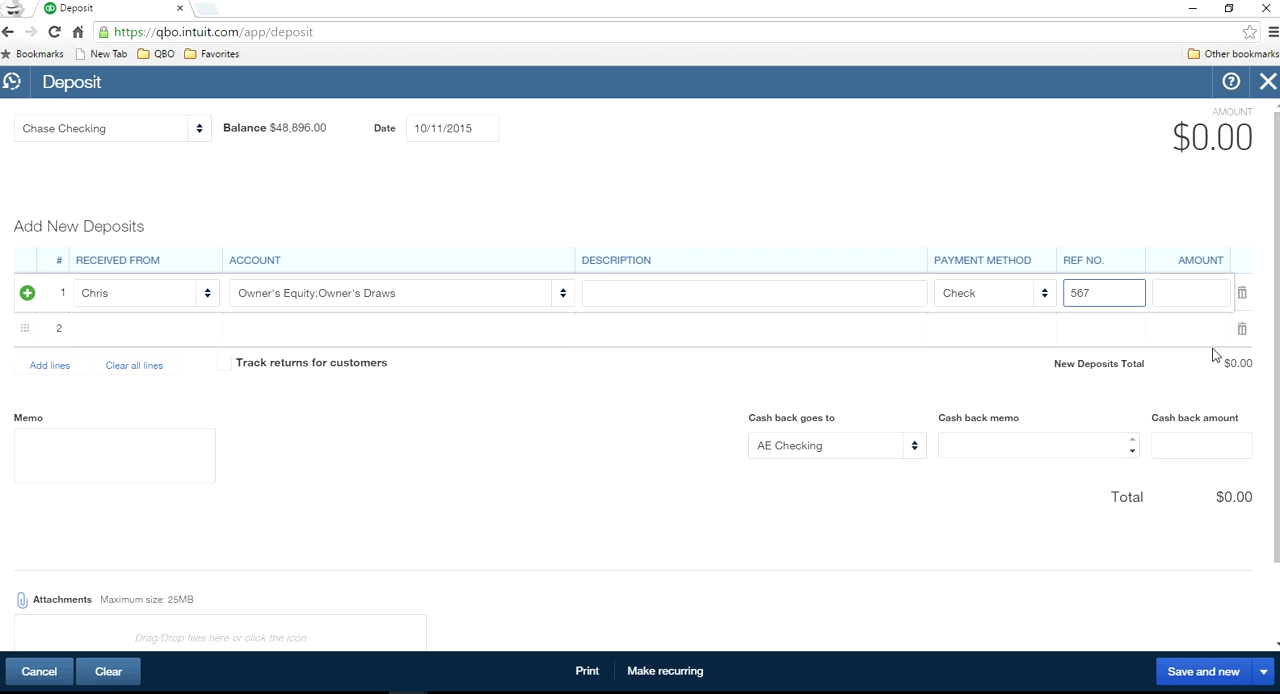 Deposit
https://qbo.intuit.com/app/deposit
Bookmarks New Tab QBO Favorites Other bookmarks
Deposit
Chase Checking Balance $48,896.00 Date 10/11/2015
AMOUNT
$0.00
Add New Deposits
# RECEIVED FROM ACCOUNT DESCRIPTION PAYMENT METHOD REF NO. AMOUNT
1 Chris Owner's Equity:Owner's Draws Check 567
2
Add lines Clear all lines Track returns for customers New Deposits Total $0.00
Memo Cash back goes to Cash back memo Cash back amount
AE Checking
Total $0.00
Attachments Maximum size: 25MB
Drag/Drop files here or click the icon
Cancel Clear Print Make recurring Save and new